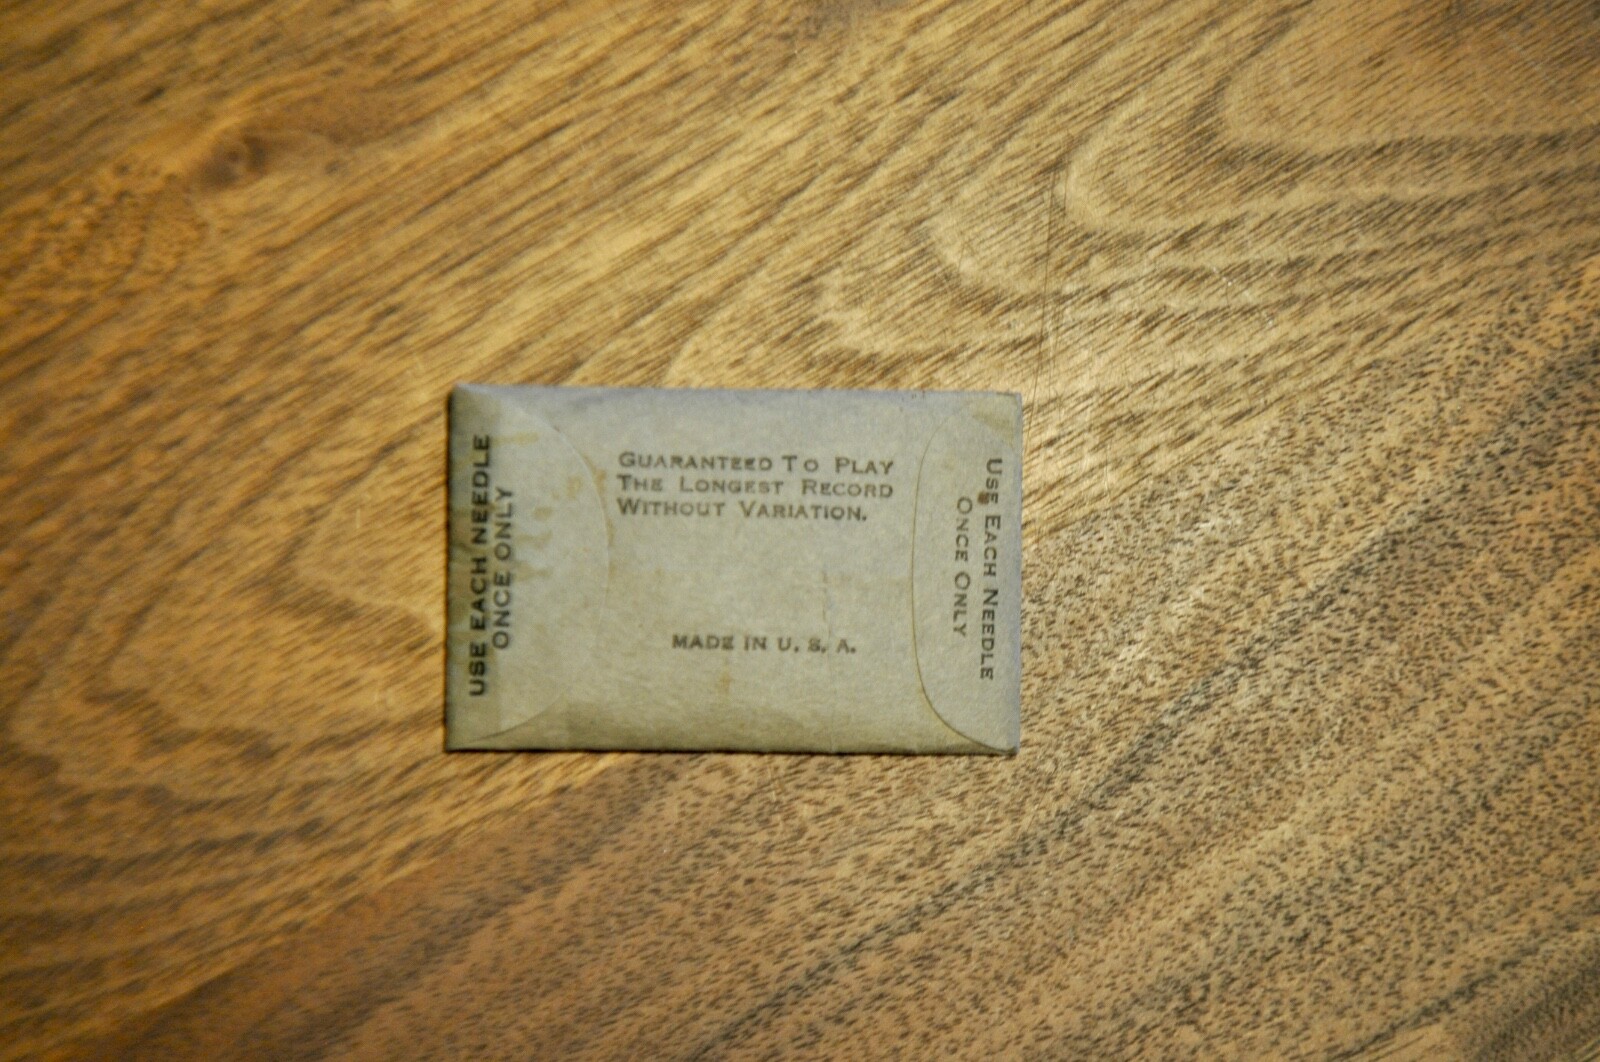 USE EACH NEEDLE
ONCE ONLY
GUARANTEED TO PLAY
THE LONGEST RECORD
WITHOUT VARIATION.
MADE IN U. S. A.
USE EACH NEEDLE
ONCE ONLY